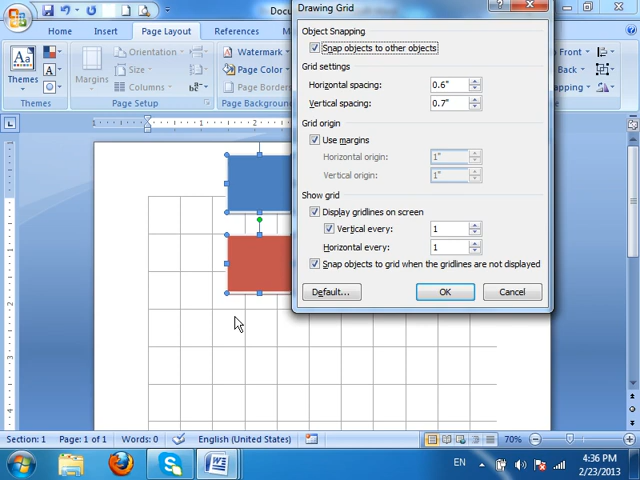 Docu
Drawing Grid
Home
Insert
Page Layout
References
Object Snapping
Snap objects to other objects
Grid settings
Horizontal spacing: 0.6"
Vertical spacing: 0.7"
Grid origin
Use margins
Horizontal origin: 1"
Vertical origin: 1"
Show grid
Display gridlines on screen
Vertical every: 1
Horizontal every: 1
Snap objects to grid when the gridlines are not displayed
Default...
OK
Cancel
Themes
Themes
Margins
Orientation
Size
Columns
Page Setup
Watermark
Page Color
Page Borders
Page Background
Front
Section: 1
Page: 1 of 1
Words: 0
English (United States)
70%
EN
4:36 PM
2/23/2013